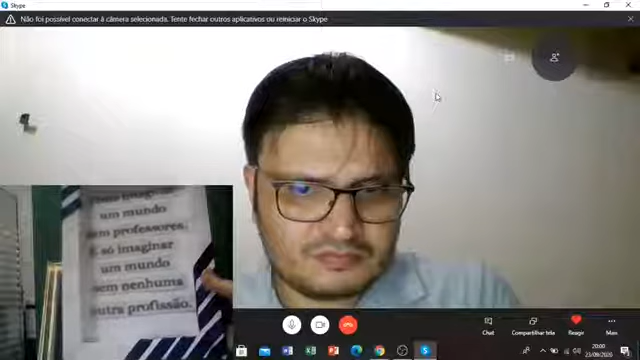 Skype
Não foi possível conectar à câmera selecionada. Tente fechar outros aplicativos ou reiniciar o Skype
um mundo
sem professores.
É só imaginar
um mundo
sem nenhuma
outra profissão.
Chat
Compartilhar tela
Reagir
Mais
20:00
23/09/2020